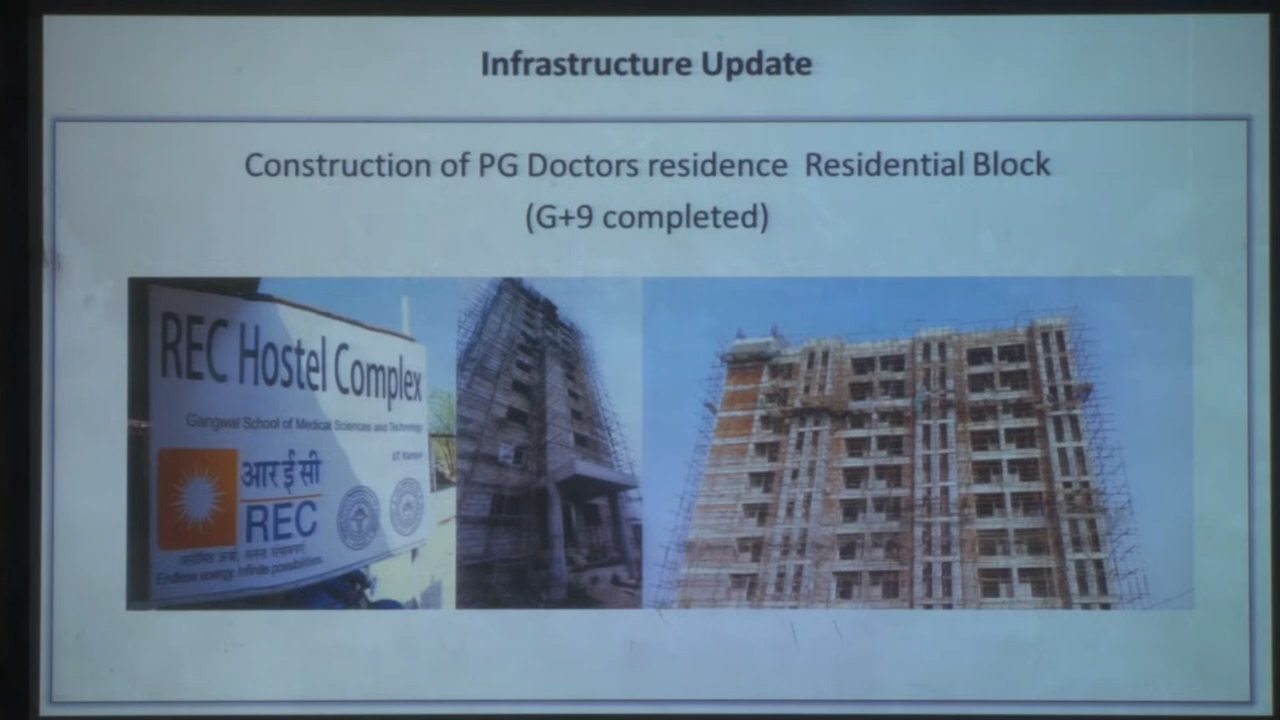 Infrastructure Update
Construction of PG Doctors residence Residential Block
(G+9 completed)
REC Hostel Complex
Gangwal School of Medical Sciences and Technology
IIT Kanpur
आर ई सी
REC
Endless energy. Infinite possibilities.